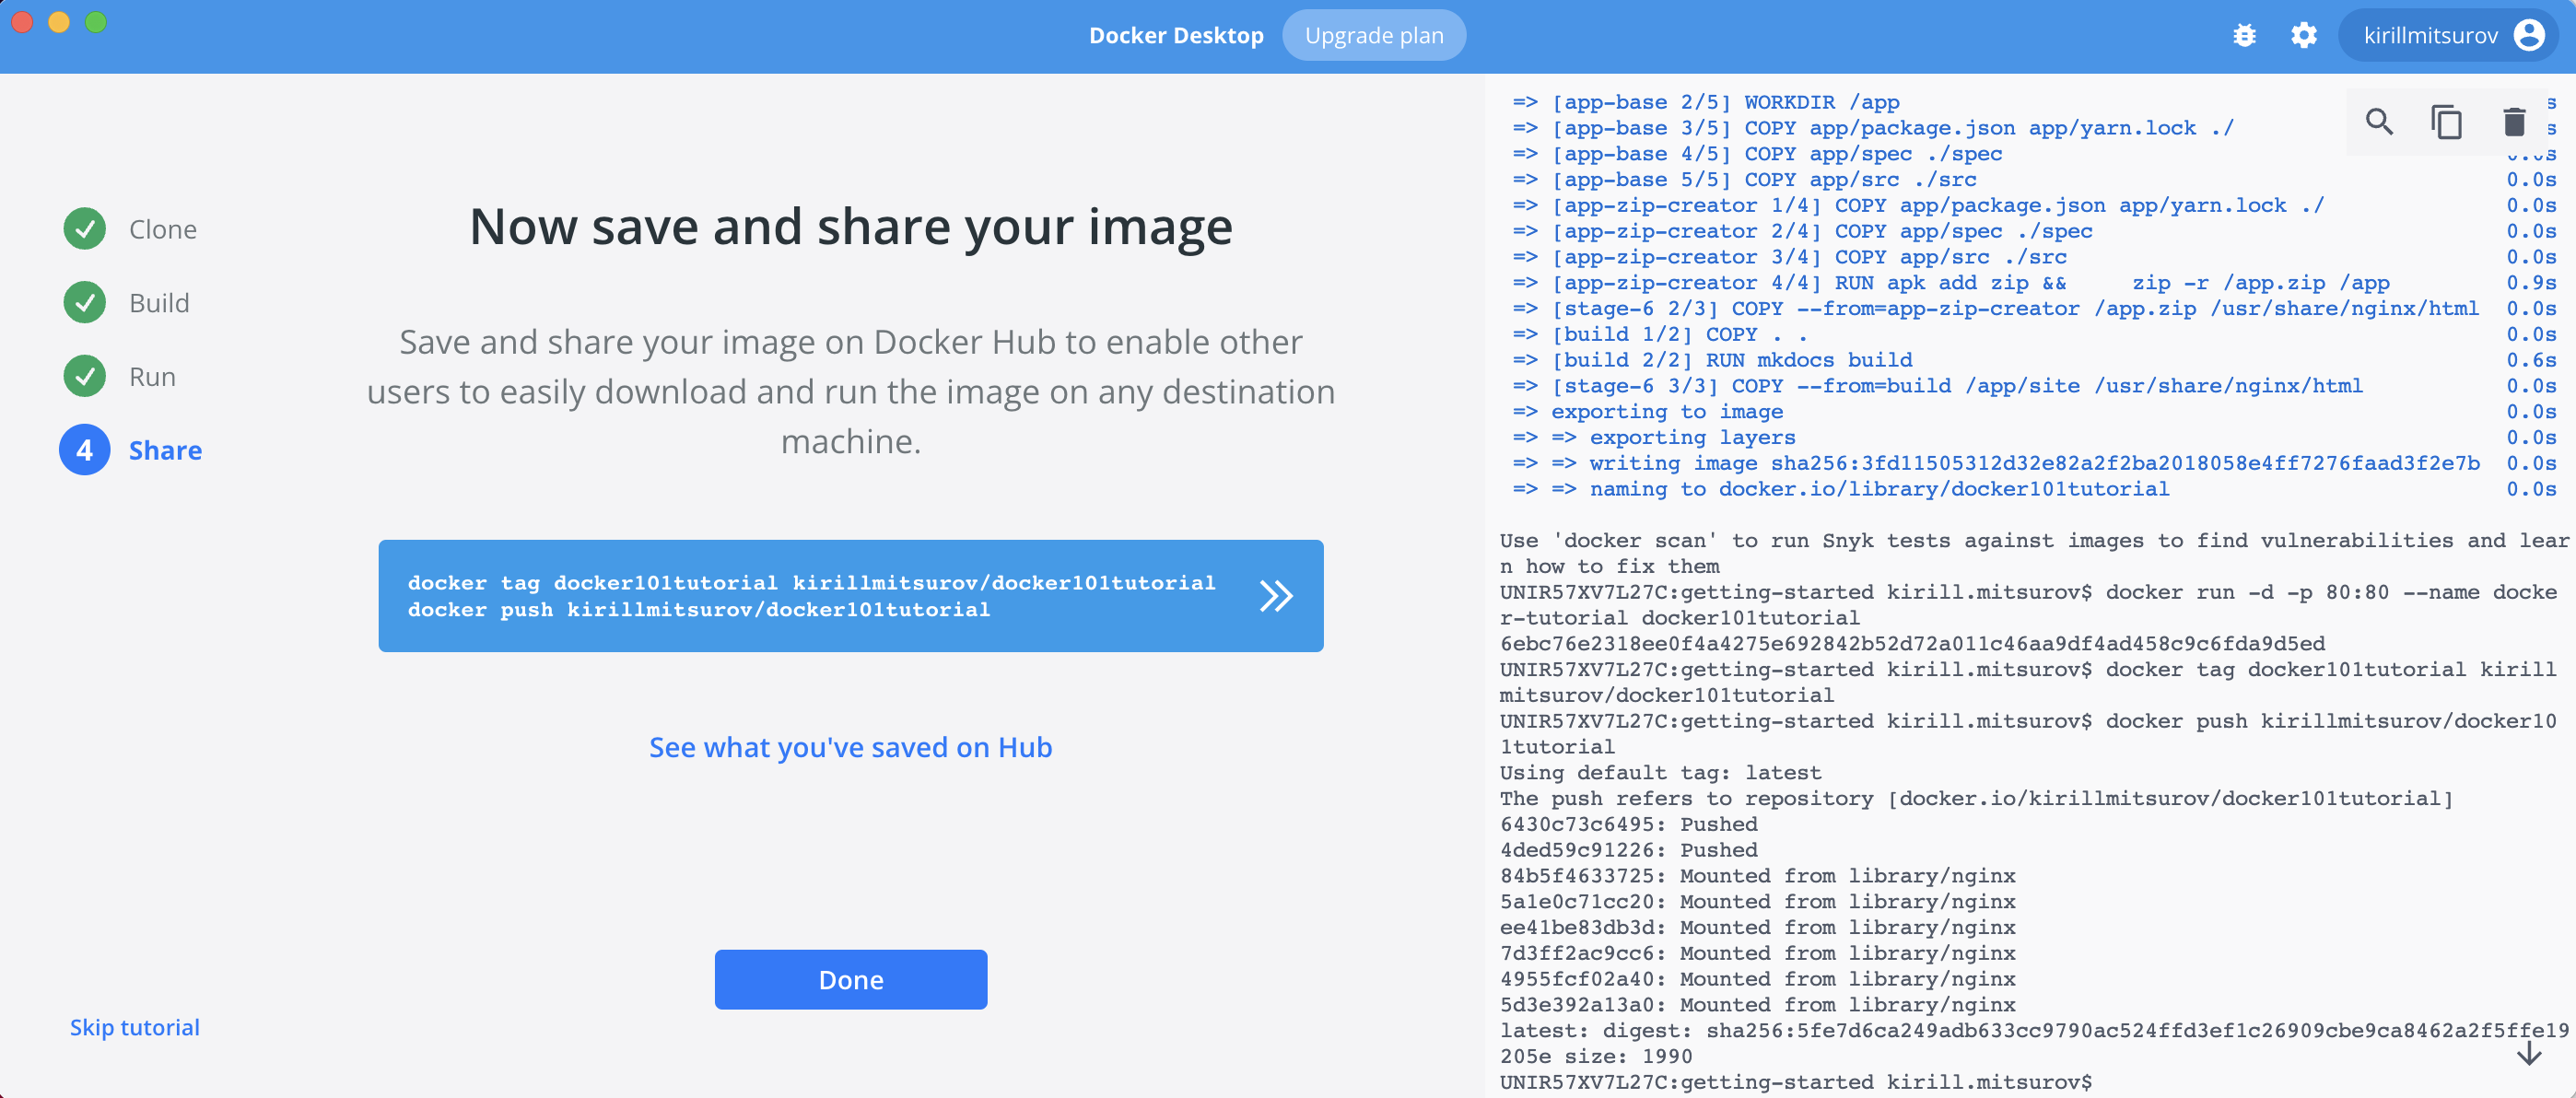 Docker Desktop
Upgrade plan
kirillmitsurov
Clone
Build
Run
4 Share
Skip tutorial
Now save and share your image
Save and share your image on Docker Hub to enable other
users to easily download and run the image on any destination
machine.
docker tag docker101tutorial kirillmitsurov/docker101tutorial
docker push kirillmitsurov/docker101tutorial
See what you've saved on Hub
Done
=> [app-base 2/5] WORKDIR /app s
=> [app-base 3/5] COPY app/package.json app/yarn.lock ./ s
=> [app-base 4/5] COPY app/spec ./spec 0.0s
=> [app-base 5/5] COPY app/src ./src 0.0s
=> [app-zip-creator 1/4] COPY app/package.json app/yarn.lock ./ 0.0s
=> [app-zip-creator 2/4] COPY app/spec ./spec 0.0s
=> [app-zip-creator 3/4] COPY app/src ./src 0.0s
=> [app-zip-creator 4/4] RUN apk add zip &&     zip -r /app.zip /app 0.9s
=> [stage-6 2/3] COPY --from=app-zip-creator /app.zip /usr/share/nginx/html 0.0s
=> [build 1/2] COPY . . 0.0s
=> [build 2/2] RUN mkdocs build 0.6s
=> [stage-6 3/3] COPY --from=build /app/site /usr/share/nginx/html 0.0s
=> exporting to image 0.0s
=> => exporting layers 0.0s
=> => writing image sha256:3fd11505312d32e82a2f2ba2018058e4ff7276faad3f2e7b 0.0s
=> => naming to docker.io/library/docker101tutorial 0.0s
Use 'docker scan' to run Snyk tests against images to find vulnerabilities and lear
n how to fix them
UNIR57XV7L27C:getting-started kirill.mitsurov$ docker run -d -p 80:80 --name docke
r-tutorial docker101tutorial
6ebc76e2318ee0f4a4275e692842b52d72a011c46aa9df4ad458c9c6fda9d5ed
UNIR57XV7L27C:getting-started kirill.mitsurov$ docker tag docker101tutorial kirill
mitsurov/docker101tutorial
UNIR57XV7L27C:getting-started kirill.mitsurov$ docker push kirillmitsurov/docker10
1tutorial
Using default tag: latest
The push refers to repository [docker.io/kirillmitsurov/docker101tutorial]
6430c73c6495: Pushed
4ded59c91226: Pushed
84b5f4633725: Mounted from library/nginx
5a1e0c71cc20: Mounted from library/nginx
ee41be83db3d: Mounted from library/nginx
7d3ff2ac9cc6: Mounted from library/nginx
4955fcf02a40: Mounted from library/nginx
5d3e392a13a0: Mounted from library/nginx
latest: digest: sha256:5fe7d6ca249adb633cc9790ac524ffd3ef1c26909cbe9ca8462a2f5ffe19
205e size: 1990
UNIR57XV7L27C:getting-started kirill.mitsurov$